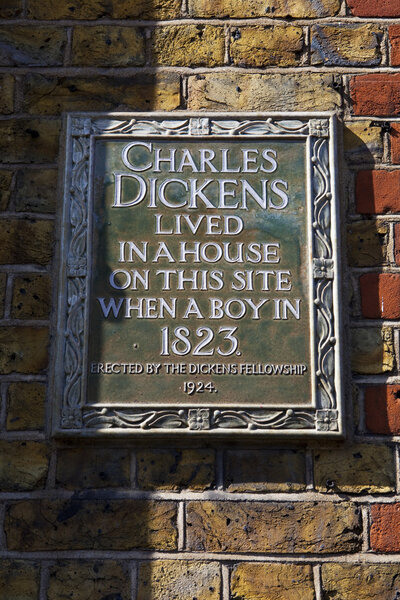 CHARLES
DICKENS
LIVED
IN A HOUSE
ON THIS SITE
WHEN A BOY IN
1823.
ERECTED BY THE DICKENS FELLOWSHIP
·1924·